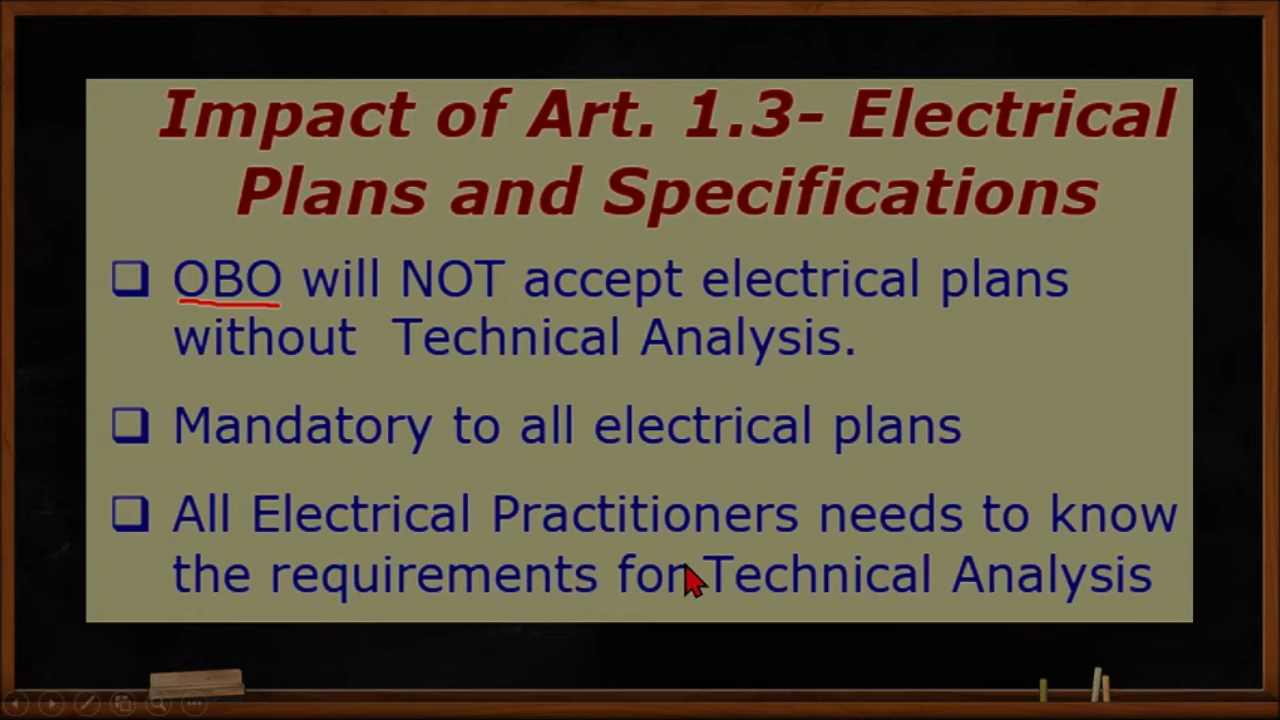 Impact of Art. 1.3- Electrical
Plans and Specifications
OBO will NOT accept electrical plans
without Technical Analysis.
Mandatory to all electrical plans
All Electrical Practitioners needs to know
the requirements for Technical Analysis